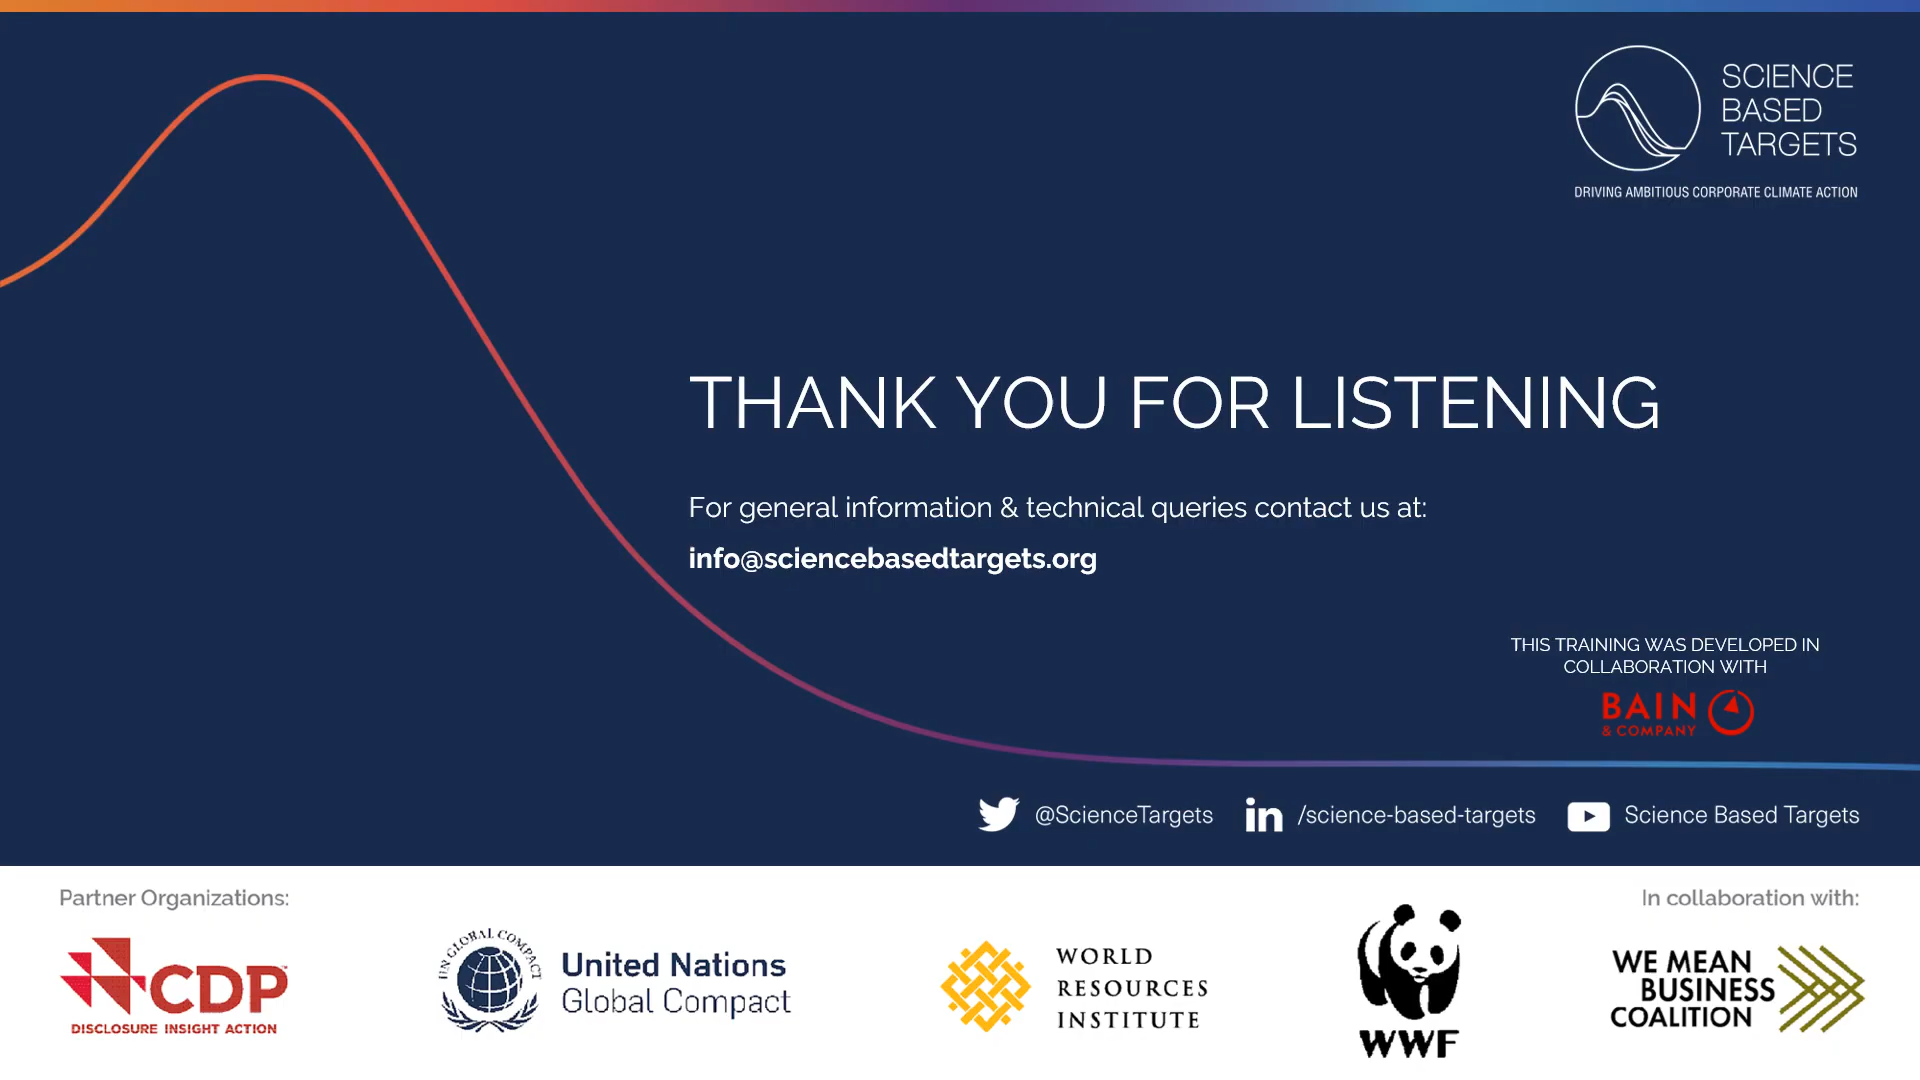 SCIENCE
BASED
TARGETS
DRIVING AMBITIOUS CORPORATE CLIMATE ACTION
THANK YOU FOR LISTENING
For general information & technical queries contact us at:
info@sciencebasedtargets.org
THIS TRAINING WAS DEVELOPED IN
COLLABORATION WITH
BAIN
& COMPANY
@ScienceTargets
in /science-based-targets
Science Based Targets
Partner Organizations:
CDP
DISCLOSURE INSIGHT ACTION
UN GLOBAL COMPACT
United Nations
Global Compact
WORLD
RESOURCES
INSTITUTE
WWF
In collaboration with:
WE MEAN
BUSINESS
COALITION